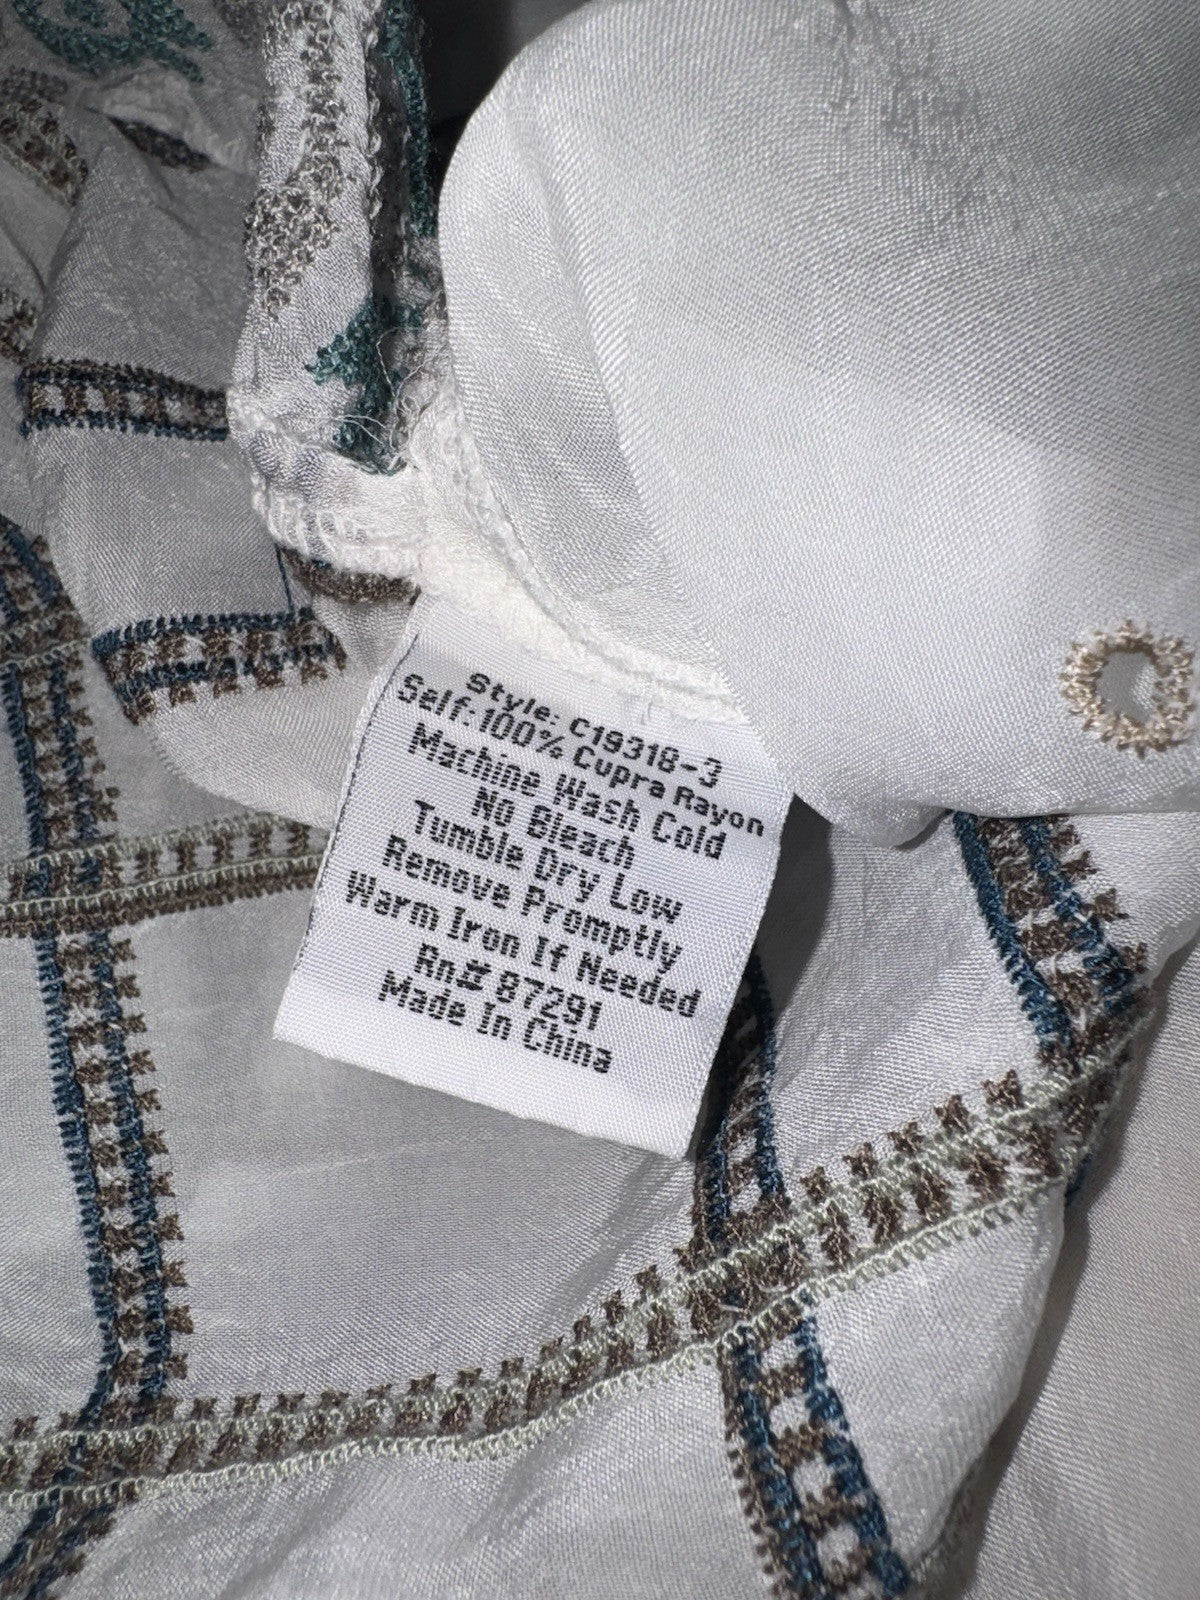 Style: C19318-3
Self:100% Cupra Rayon
Machine Wash Cold
No Bleach
Tumble Dry Low
Remove Promptly
Warm Iron If Needed
Rn# 87291
Made In China